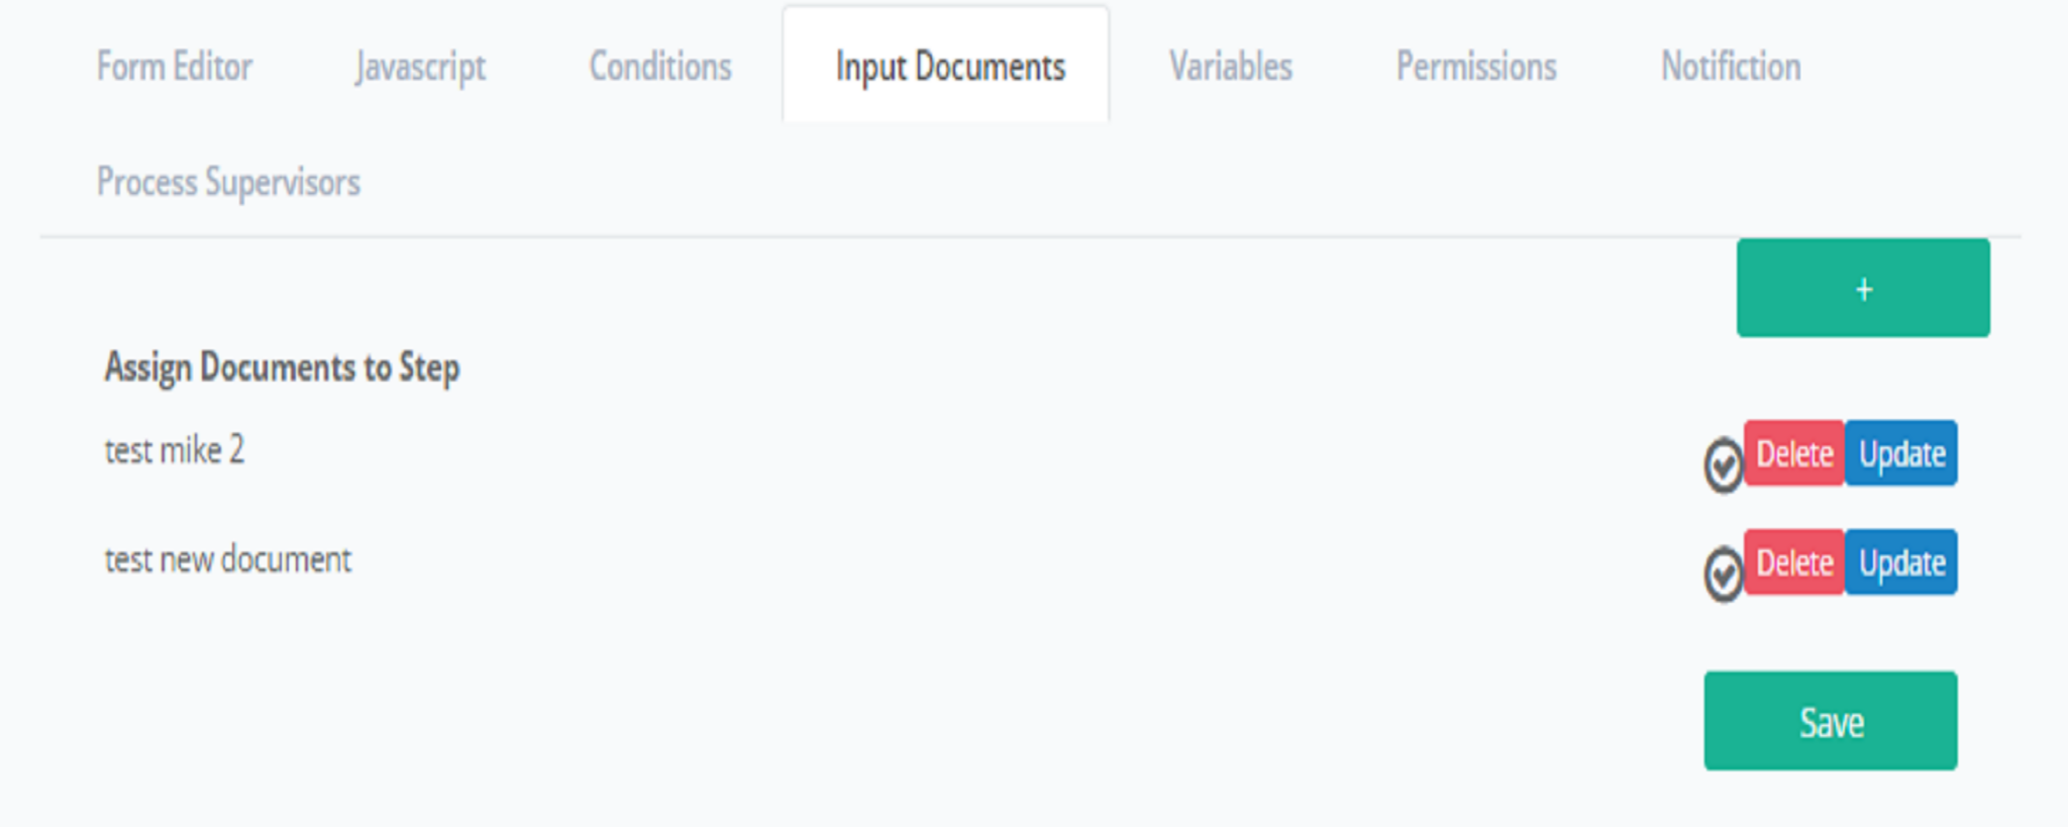 Form Editor Javascript Conditions Input Documents Variables Permissions Notifiction
Process Supervisors
+
Assign Documents to Step
test mike 2 Delete Update
test new document Delete Update
Save